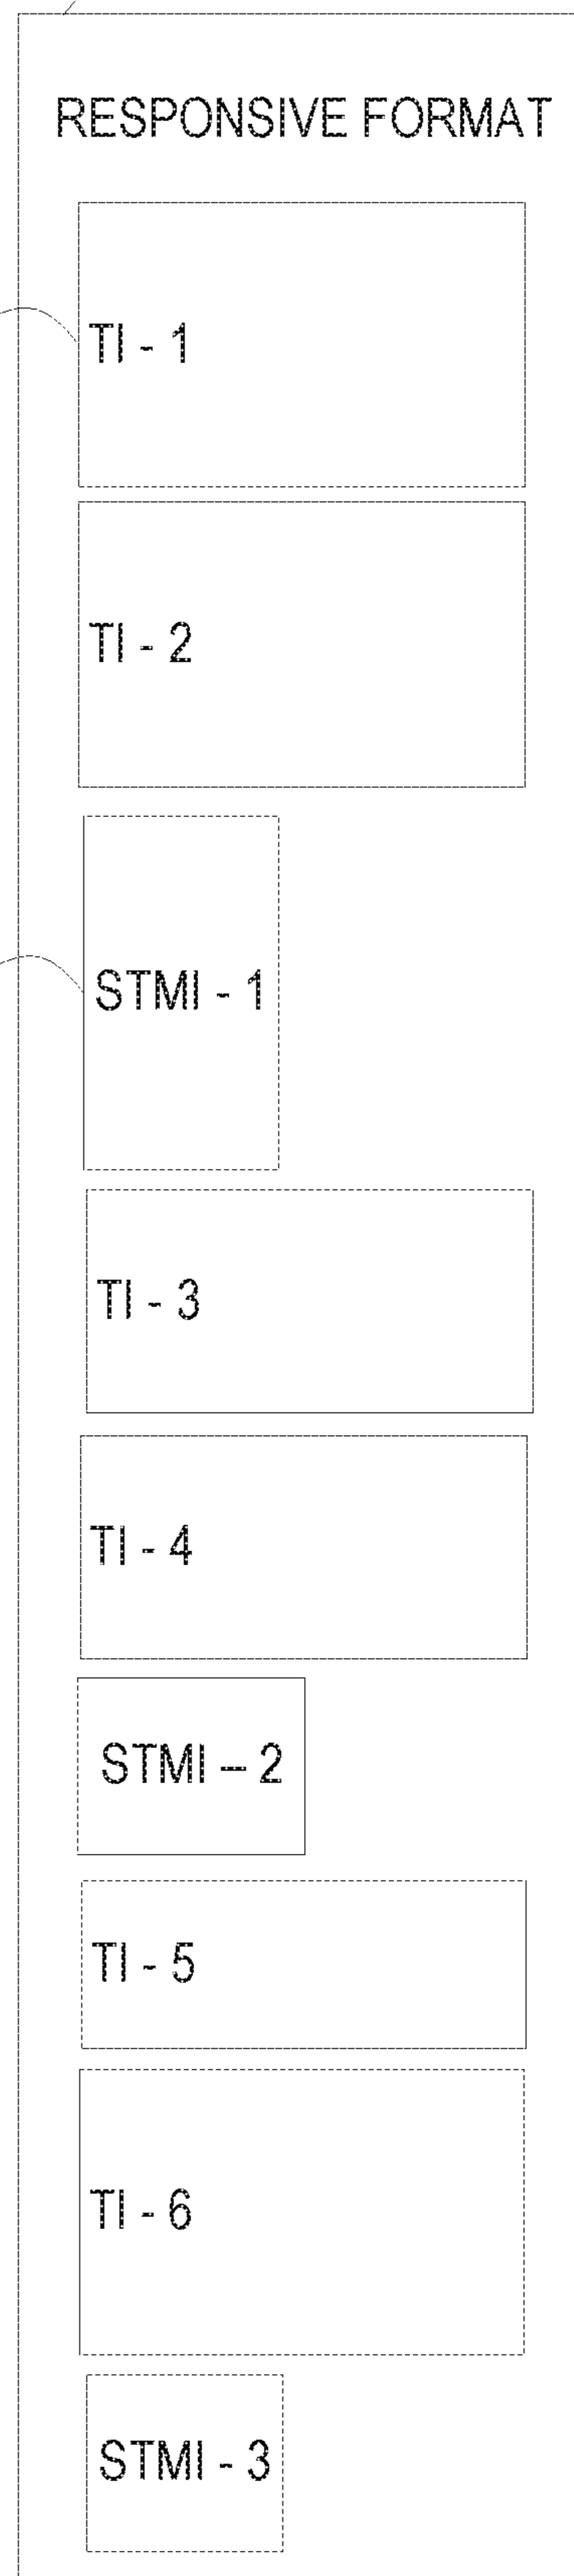 RESPONSIVE FORMAT
TI - 1
TI - 2
STMI - 1
TI - 3
TI - 4
STMI – 2
TI - 5
TI - 6
STMI - 3